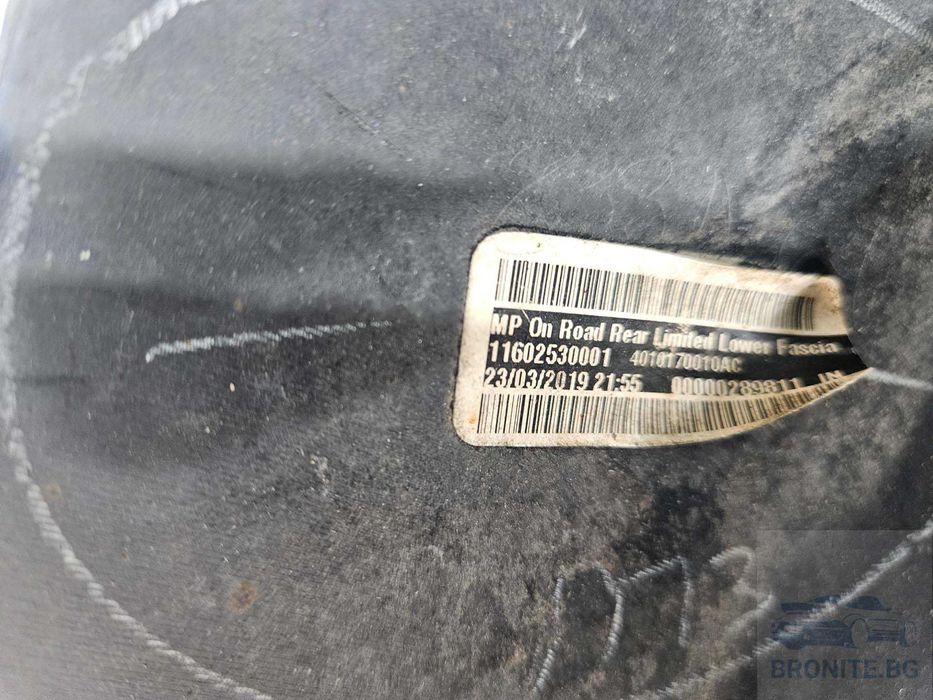 MP On Road Rear Limited Lower Fascia
11602530001 4010170010AC
23/03/2019 21:55 00000289811
BRONITE.BG